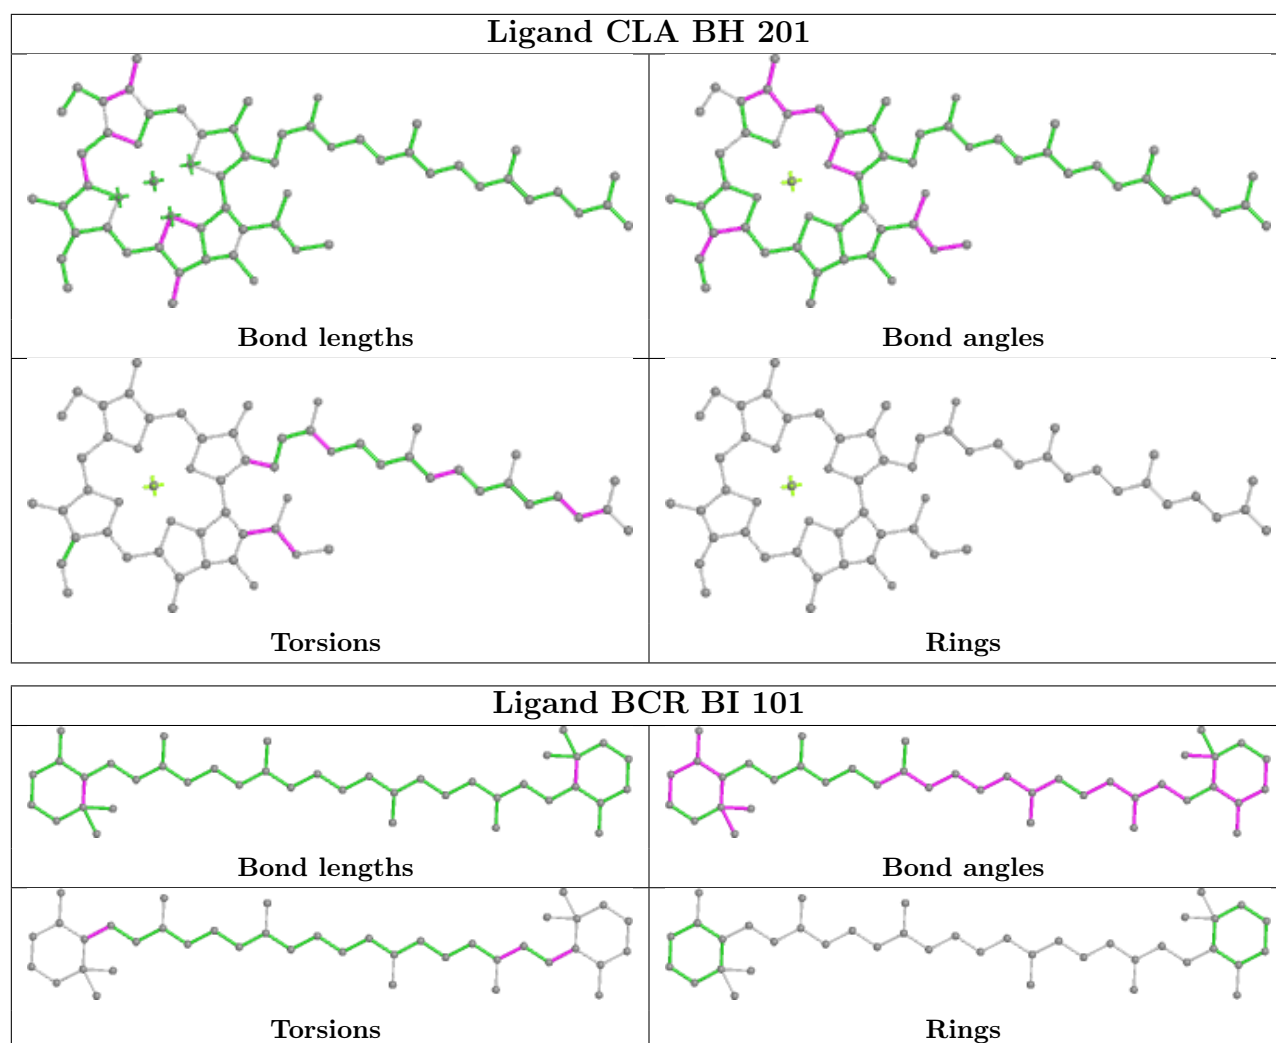 Ligand CLA BH 201
Bond lengths
Bond angles
Torsions
Rings
Ligand BCR BI 101
Bond lengths
Bond angles
Torsions
Rings